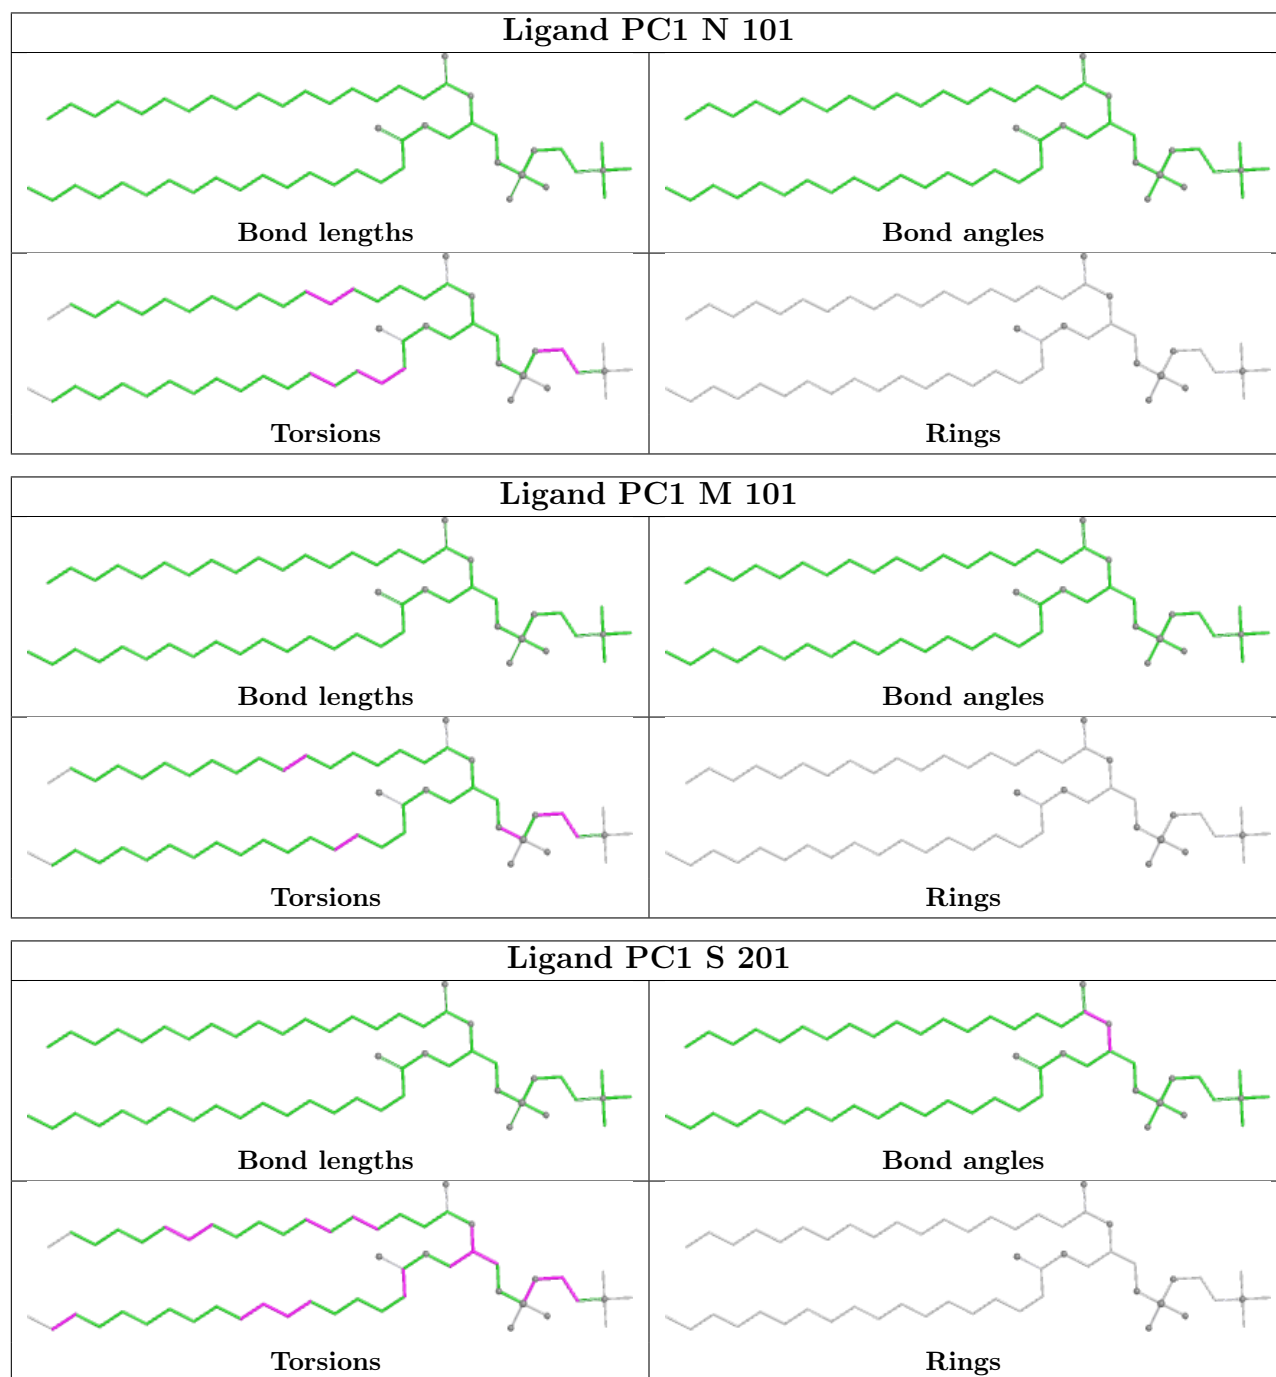 Ligand PC1 N 101
Bond lengths
Bond angles
Torsions
Rings
Ligand PC1 M 101
Bond lengths
Bond angles
Torsions
Rings
Ligand PC1 S 201
Bond lengths
Bond angles
Torsions
Rings